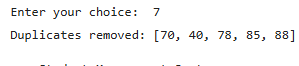 Enter your choice: 7
Duplicates removed: [70, 40, 78, 85, 88]